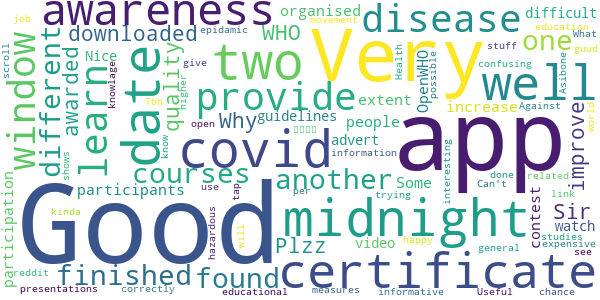 awareness
organised
movement
difficult
job
epidamic
education
scroll
downloaded
WHO
disease
stuff
What
guud
Nice
give
Very
one
window
different
learn
date
awarded
knowlage
Tbh
quality
higher
two
Health
OpenWHO
possible
confusing
well
Asibone
provide
extent
increase
Against
world
open
Why
guidelines
people
know
covid
advert
information
app
improve
shows
courses
another
Some
interesting
done
Can't
related
link
participation
participants
use
tap
per
trying
contest
Sir
studies
watch
expensive
kinda
Good
hazardous
will
midnight
happy
general
see
reddit
finished
found
Plzz
video
certificate
presentations
correctly
educational
measures
informative
Useful
chance